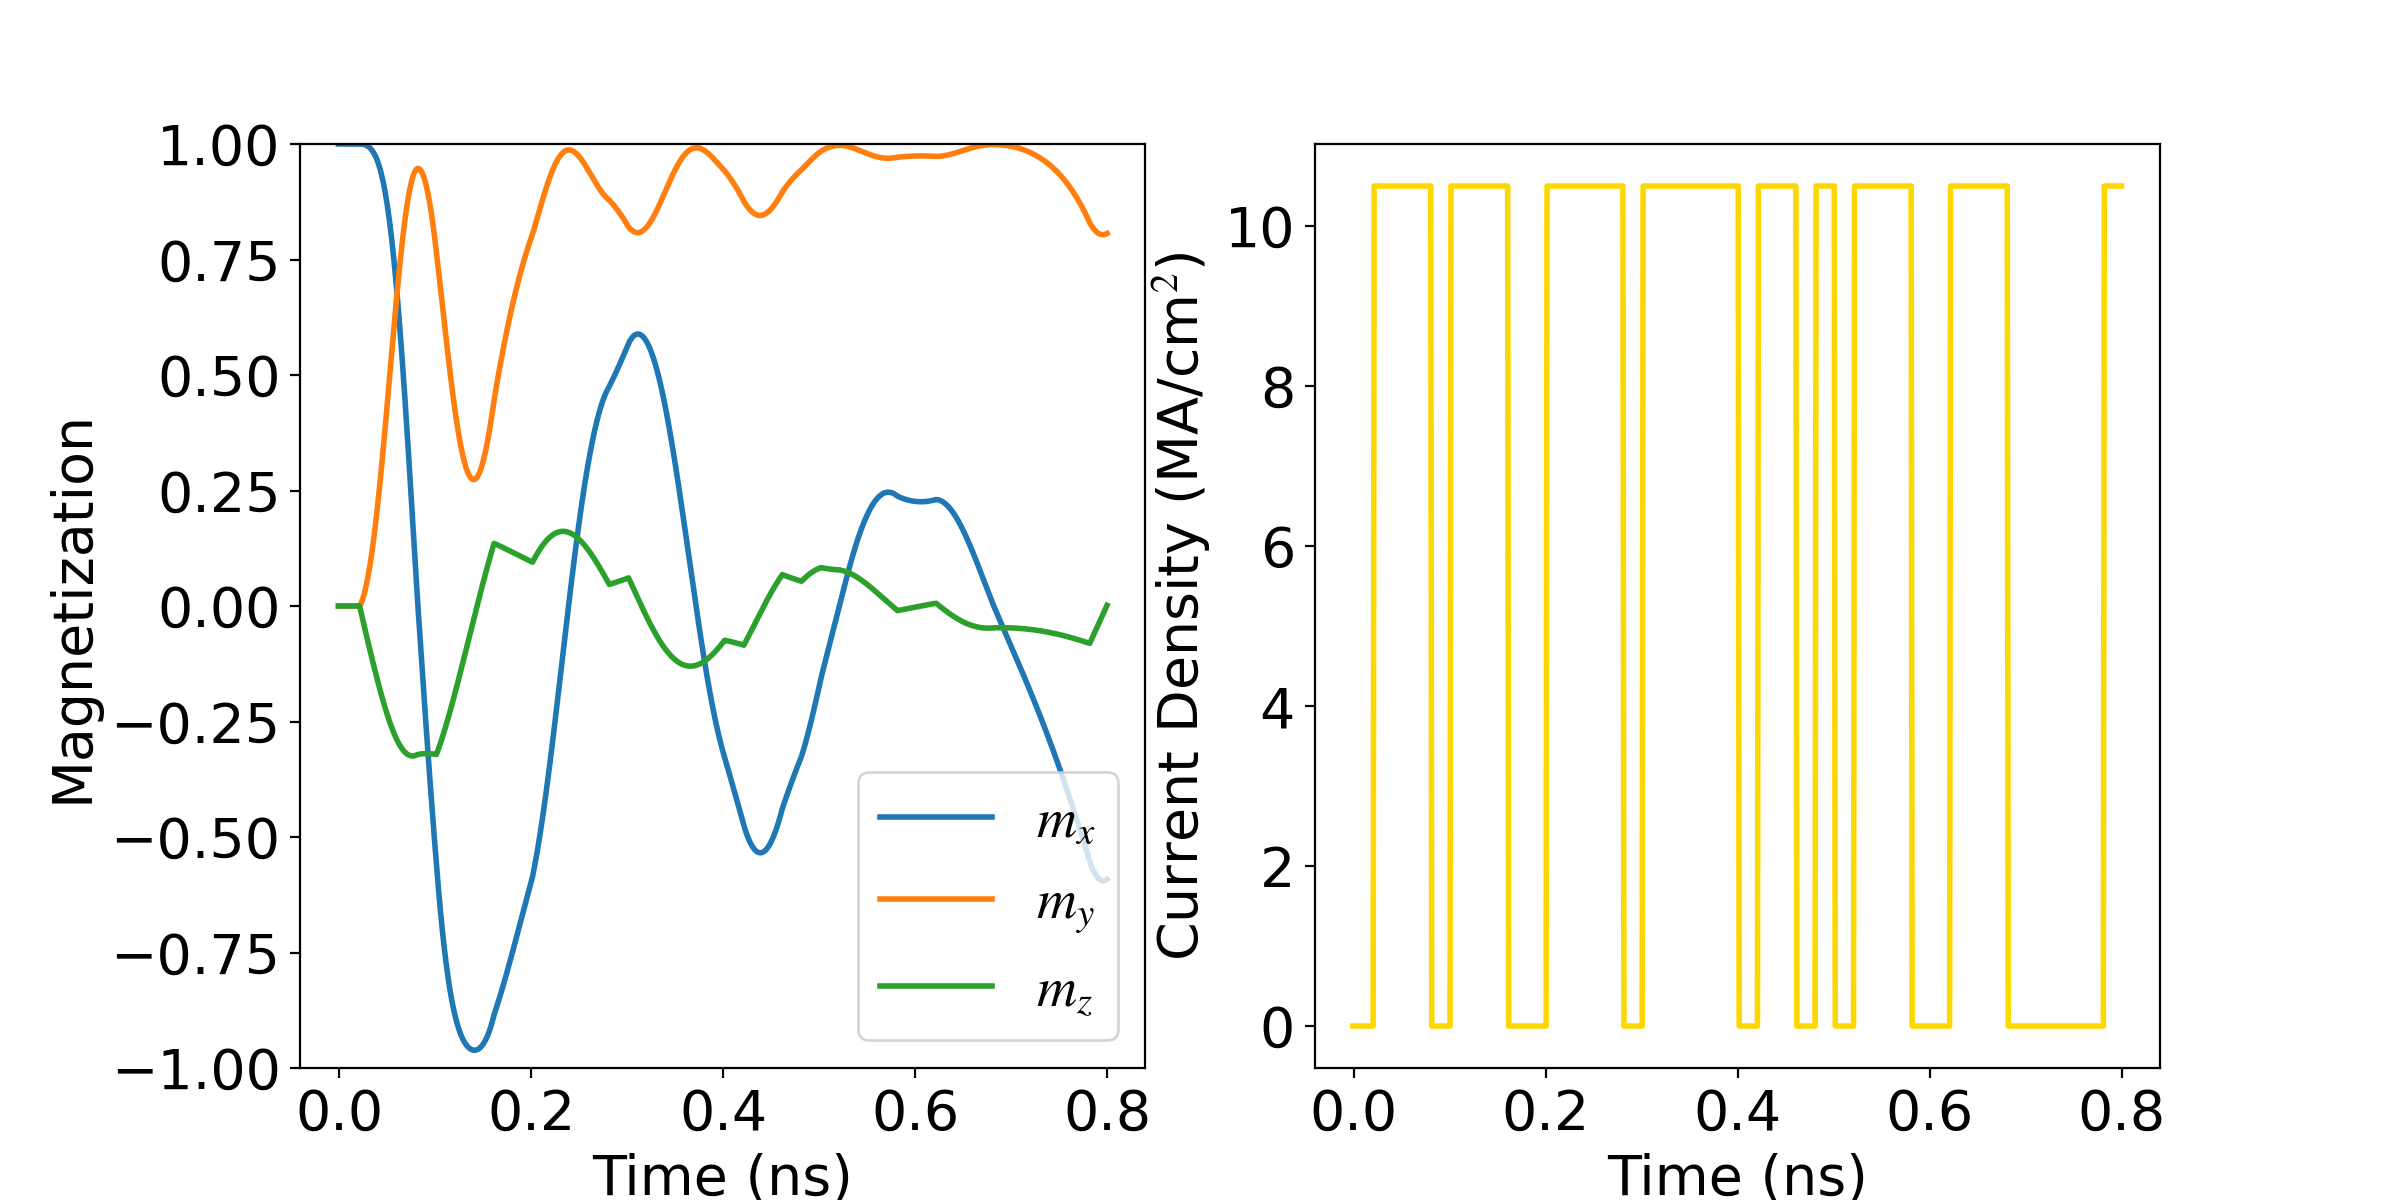 Magnetization
1.00
0.75
0.50
0.25
0.00
−0.25
−0.50
−0.75
−1.00
0.0 0.2 0.4 0.6 0.8
Time (ns)
m_x
m_y
m_z
Current Density (MA/cm²)
10
8
6
4
2
0
0.0 0.2 0.4 0.6 0.8
Time (ns)